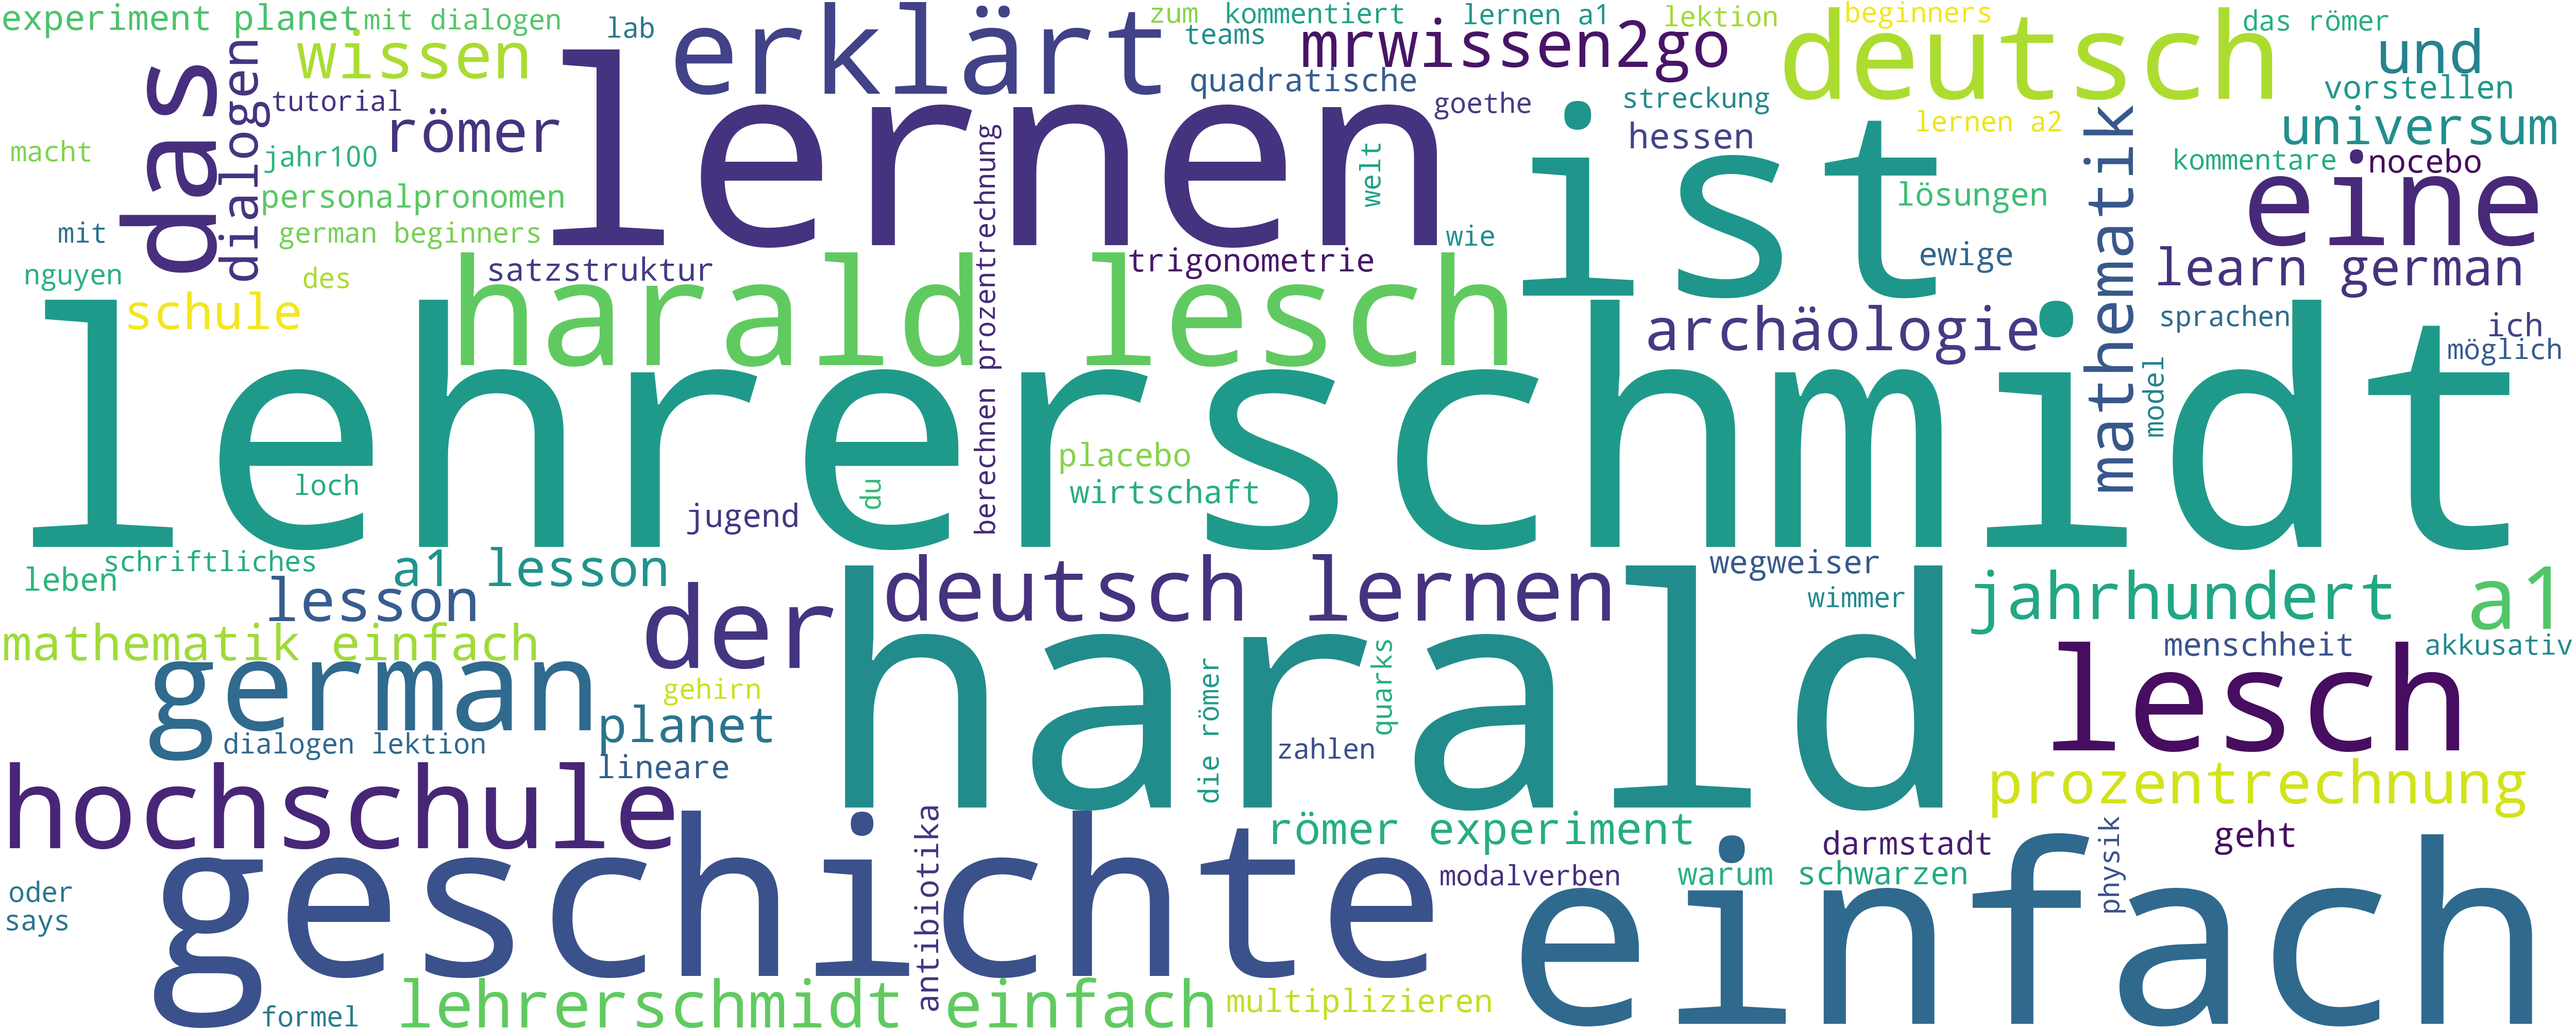 experiment planet
mit dialogen
lab
erklärt
zum
kommentiert
lernen a1
lektion
beginners
das römer
teams
mrwissen2go
deutsch
und
wissen
das
dialogen
lernen
quadratische
goethe
streckung
vorstellen
tutorial
römer
ist
hessen
lernen a2
mathematik
universum
macht
jahr100
berechnen prozentrechnung
welt
kommentare
nocebo
personalpronomen
lösungen
eine
mit
german beginners
wie
ewige
nguyen
des
satzstruktur
trigonometrie
learn german
schule
harald lesch
archäologie
sprachen
ich
möglich
model
lehrerschmidt
loch
du
placebo
wirtschaft
jugend
schriftliches
leben
a1 lesson
lesson
der
deutsch lernen
wegweiser
wimmer
jahrhundert
a1
mathematik einfach
german
harald
menschheit
akkusativ
gehirn
planet
die römer
quarks
zahlen
lesch
dialogen lektion
lineare
hochschule
prozentrechnung
antibiotika
römer experiment
darmstadt
physik
geht
geschichte
modalverben
warum
schwarzen
einfach
oder
says
formel
lehrerschmidt einfach
multiplizieren